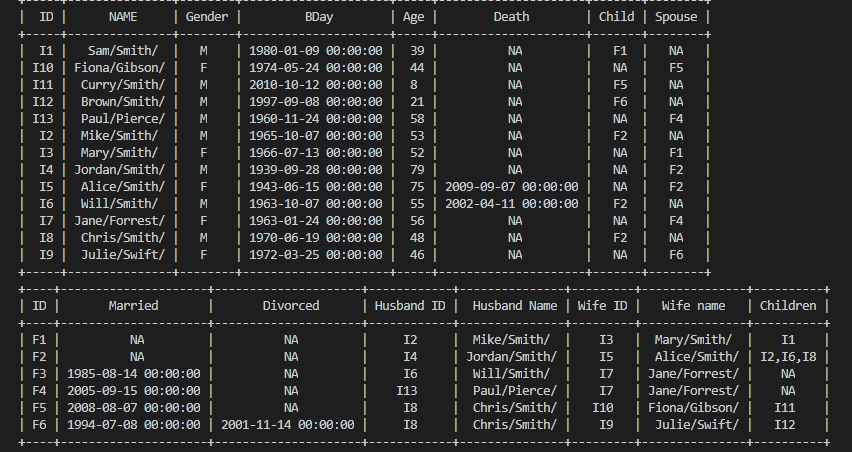 | ID | NAME | Gender | BDay | Age | Death | Child | Spouse |
| I1 | Sam/Smith/ | M | 1980-01-09 00:00:00 | 39 | NA | F1 | NA |
| I10 | Fiona/Gibson/ | F | 1974-05-24 00:00:00 | 44 | NA | NA | F5 |
| I11 | Curry/Smith/ | M | 2010-10-12 00:00:00 | 8 | NA | F5 | NA |
| I12 | Brown/Smith/ | M | 1997-09-08 00:00:00 | 21 | NA | F6 | NA |
| I13 | Paul/Pierce/ | M | 1960-11-24 00:00:00 | 58 | NA | NA | F4 |
| I2 | Mike/Smith/ | M | 1965-10-07 00:00:00 | 53 | NA | F2 | NA |
| I3 | Mary/Smith/ | F | 1966-07-13 00:00:00 | 52 | NA | NA | F1 |
| I4 | Jordan/Smith/ | M | 1939-09-28 00:00:00 | 79 | NA | NA | F2 |
| I5 | Alice/Smith/ | F | 1943-06-15 00:00:00 | 75 | 2009-09-07 00:00:00 | NA | F2 |
| I6 | Will/Smith/ | M | 1963-10-07 00:00:00 | 55 | 2002-04-11 00:00:00 | F2 | NA |
| I7 | Jane/Forrest/ | F | 1963-01-24 00:00:00 | 56 | NA | NA | F4 |
| I8 | Chris/Smith/ | M | 1970-06-19 00:00:00 | 48 | NA | F2 | NA |
| I9 | Julie/Swift/ | F | 1972-03-25 00:00:00 | 46 | NA | NA | F6 |
| ID | Married | Divorced | Husband ID | Husband Name | Wife ID | Wife name | Children |
| F1 | NA | NA | I2 | Mike/Smith/ | I3 | Mary/Smith/ | I1 |
| F2 | NA | NA | I4 | Jordan/Smith/ | I5 | Alice/Smith/ | I2,I6,I8 |
| F3 | 1985-08-14 00:00:00 | NA | I6 | Will/Smith/ | I7 | Jane/Forrest/ | NA |
| F4 | 2005-09-15 00:00:00 | NA | I13 | Paul/Pierce/ | I7 | Jane/Forrest/ | NA |
| F5 | 2008-08-07 00:00:00 | NA | I8 | Chris/Smith/ | I10 | Fiona/Gibson/ | I11 |
| F6 | 1994-07-08 00:00:00 | 2001-11-14 00:00:00 | I8 | Chris/Smith/ | I9 | Julie/Swift/ | I12 |